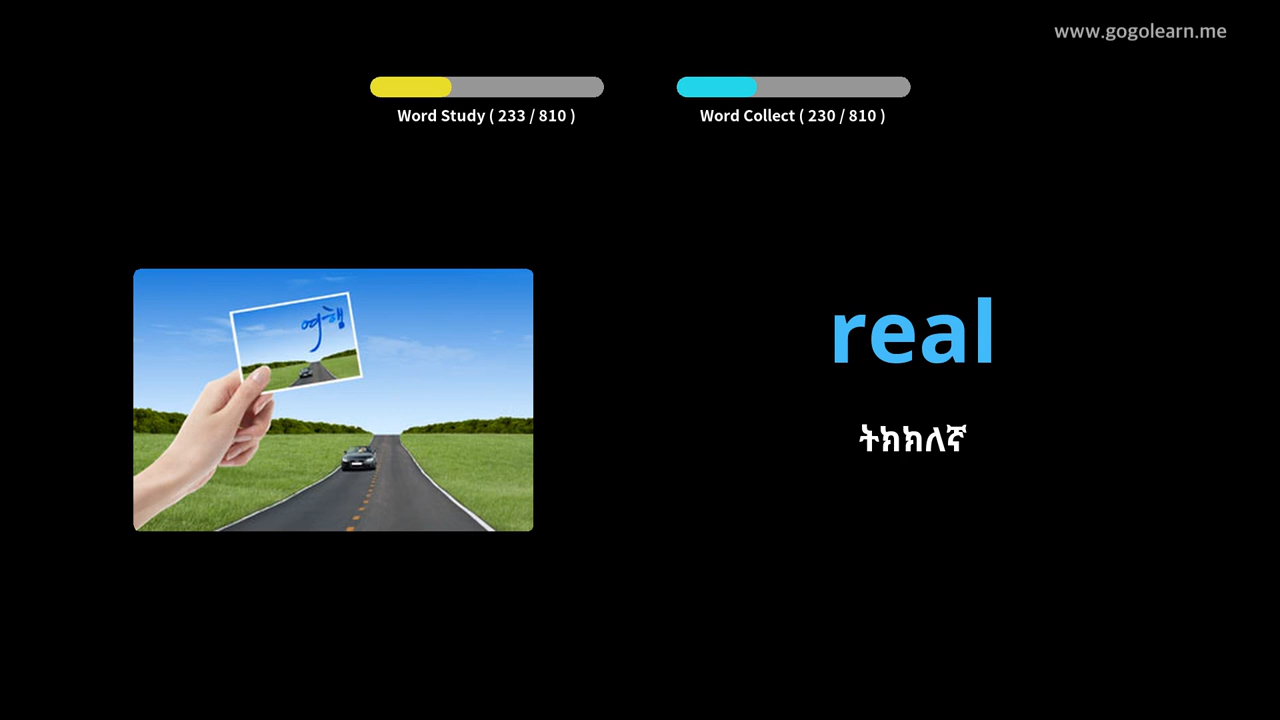 www.gogolearn.me
Word Study ( 233 / 810 )
Word Collect ( 230 / 810 )
여행
real
ትክክለኛ